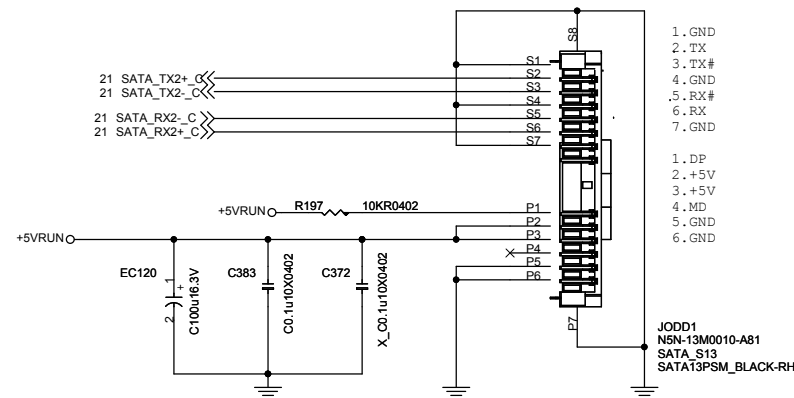 S8
1.GND
2.TX
3.TX#
4.GND
5.RX#
6.RX
7.GND
1.DP
2.+5V
3.+5V
4.MD
5.GND
6.GND
21 SATA_TX2+_C
21 SATA_TX2-_C
21 SATA_RX2-_C
21 SATA_RX2+_C
S1
S2
S3
S4
S5
S6
S7
+5VRUN
R197
10KR0402
P1
P2
P3
P4
P5
P6
+5VRUN
EC120
1
+
2
C100u16.3V
C383
C0.1u10X0402
C372
X_C0.1u10X0402
P7
JODD1
N5N-13M0010-A81
SATA_S13
SATA13PSM_BLACK-RH